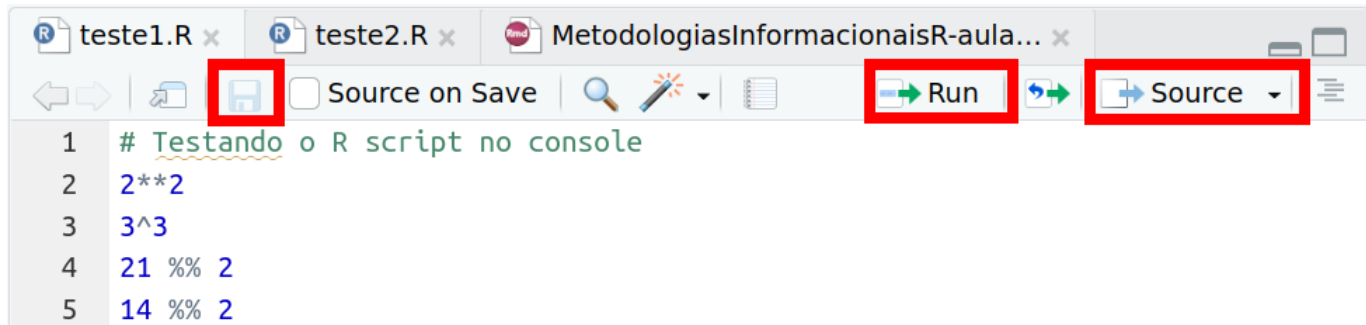 teste1.R teste2.R MetodologiasInformacionaisR-aula...
Source on Save Run Source
1 # Testando o R script no console
2 2**2
3 3^3
4 21 %% 2
5 14 %% 2